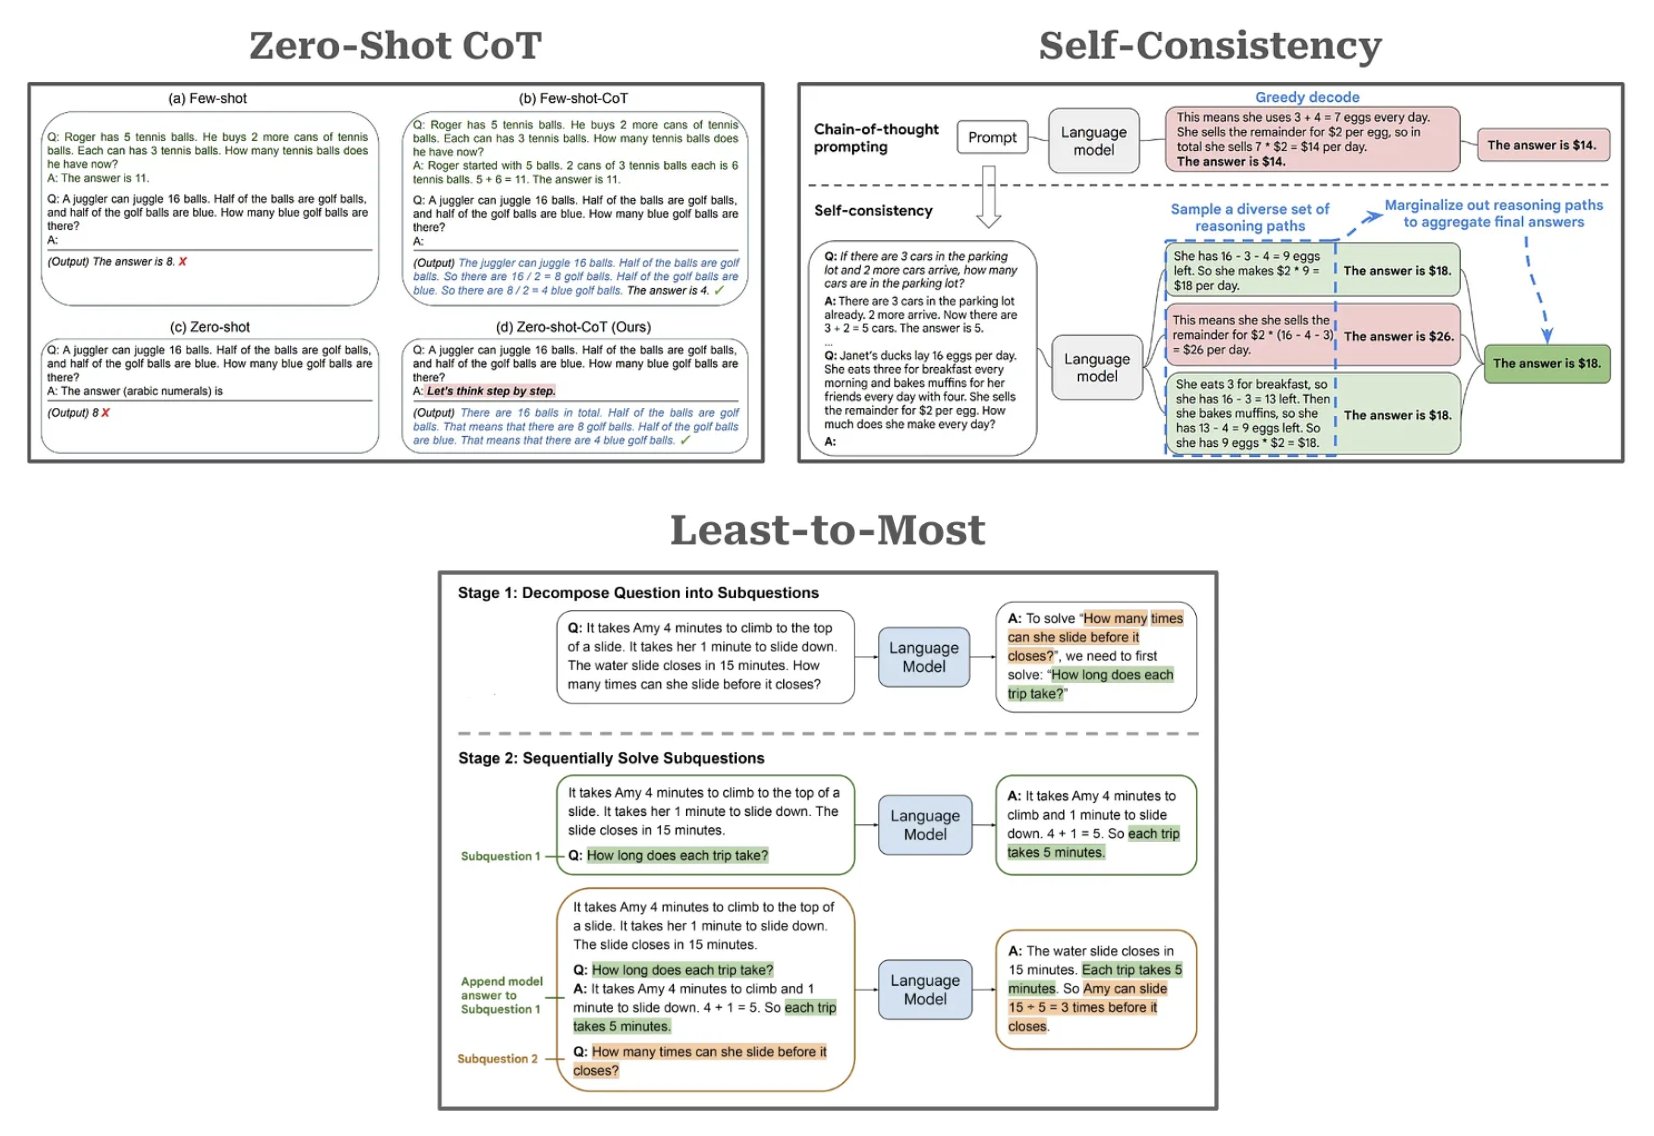 Zero-Shot CoT
(a) Few-shot
Q: Roger has 5 tennis balls. He buys 2 more cans of tennis
balls. Each can has 3 tennis balls. How many tennis balls does
he have now?
A: The answer is 11.
Q: A juggler can juggle 16 balls. Half of the balls are golf balls,
and half of the golf balls are blue. How many blue golf balls are
there?
A:
(Output) The answer is 8. ✗
(b) Few-shot-CoT
Q: Roger has 5 tennis balls. He buys 2 more cans of tennis
balls. Each can has 3 tennis balls. How many tennis balls does
he have now?
A: Roger started with 5 balls. 2 cans of 3 tennis balls each is 6
tennis balls. 5 + 6 = 11. The answer is 11.
Q: A juggler can juggle 16 balls. Half of the balls are golf balls,
and half of the golf balls are blue. How many blue golf balls are
there?
A:
(Output) The juggler can juggle 16 balls. Half of the balls are golf
balls. So there are 16 / 2 = 8 golf balls. Half of the golf balls are
blue. So there are 8 / 2 = 4 blue golf balls. The answer is 4. ✓
(c) Zero-shot
Q: A juggler can juggle 16 balls. Half of the balls are golf balls,
and half of the golf balls are blue. How many blue golf balls are
there?
A: The answer (arabic numerals) is
(Output) 8 ✗
(d) Zero-shot-CoT (Ours)
Q: A juggler can juggle 16 balls. Half of the balls are golf balls,
and half of the golf balls are blue. How many blue golf balls are
there?
A: Let's think step by step.
(Output) There are 16 balls in total. Half of the balls are golf
balls. That means that there are 8 golf balls. Half of the golf balls
are blue. That means that there are 4 blue golf balls. ✓
Self-Consistency
Greedy decode
Chain-of-thought
prompting
Prompt
Language
model
This means she uses 3 + 4 = 7 eggs every day.
She sells the remainder for $2 per egg, so in
total she sells 7 * $2 = $14 per day.
The answer is $14.
The answer is $14.
Self-consistency
Sample a diverse set of
reasoning paths
Marginalize out reasoning paths
to aggregate final answers
Q: If there are 3 cars in the parking
lot and 2 more cars arrive, how many
cars are in the parking lot?
A: There are 3 cars in the parking lot
already. 2 more arrive. Now there are
3 + 2 = 5 cars. The answer is 5.
...
Q: Janet's ducks lay 16 eggs per day.
She eats three for breakfast every
morning and bakes muffins for her
friends every day with four. She sells
the remainder for $2 per egg. How
much does she make every day?
A:
Language
model
She has 16 - 3 - 4 = 9 eggs
left. So she makes $2 * 9 =
$18 per day.
The answer is $18.
This means she she sells the
remainder for $2 * (16 - 4 - 3)
= $26 per day.
The answer is $26.
She eats 3 for breakfast, so
she has 16 - 3 = 13 left. Then
she bakes muffins, so she
has 13 - 4 = 9 eggs left. So
she has 9 eggs * $2 = $18.
The answer is $18.
The answer is $18.
Least-to-Most
Stage 1: Decompose Question into Subquestions
Q: It takes Amy 4 minutes to climb to the top
of a slide. It takes her 1 minute to slide down.
The water slide closes in 15 minutes. How
many times can she slide before it closes?
Language
Model
A: To solve “How many times
can she slide before it
closes?”, we need to first
solve: “How long does each
trip take?”
Stage 2: Sequentially Solve Subquestions
It takes Amy 4 minutes to climb to the top of a
slide. It takes her 1 minute to slide down. The
slide closes in 15 minutes.
Subquestion 1
Q: How long does each trip take?
Language
Model
A: It takes Amy 4 minutes to
climb and 1 minute to slide
down. 4 + 1 = 5. So each trip
takes 5 minutes.
It takes Amy 4 minutes to climb to the top of
a slide. It takes her 1 minute to slide down.
The slide closes in 15 minutes.
Append model
answer to
Subquestion 1
Q: How long does each trip take?
A: It takes Amy 4 minutes to climb and 1
minute to slide down. 4 + 1 = 5. So each trip
takes 5 minutes.
Subquestion 2
Q: How many times can she slide before it
closes?
Language
Model
A: The water slide closes in
15 minutes. Each trip takes 5
minutes. So Amy can slide
15 ÷ 5 = 3 times before it
closes.